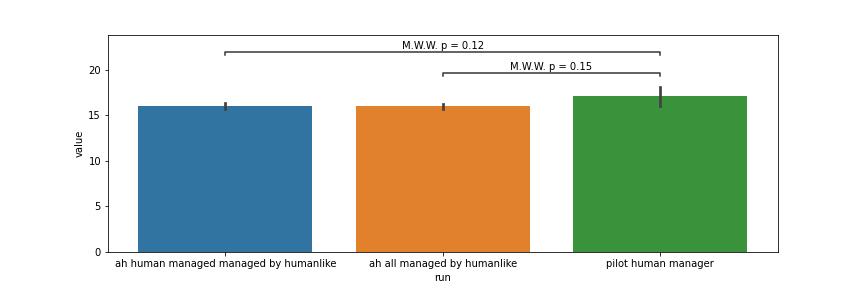 M.W.W. p = 0.12
M.W.W. p = 0.15
20
15
10
5
0
value
ah human managed managed by humanlike
ah all managed by humanlike
pilot human manager
run